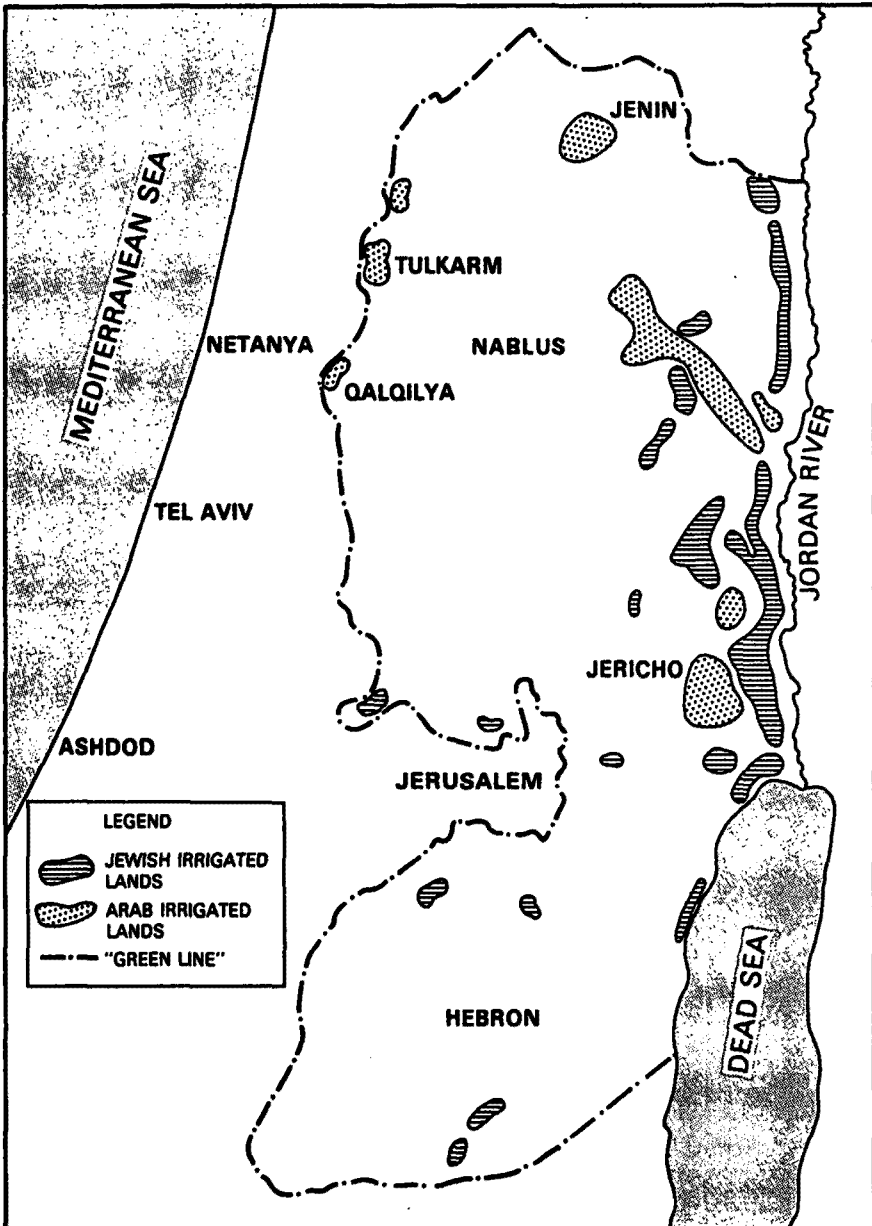 JENIN
MEDITERRANEAN SEA
TULKARM
NETANYA
NABLUS
QALQILYA
JORDAN RIVER
TEL AVIV
JERICHO
ASHDOD
JERUSALEM
LEGEND
JEWISH IRRIGATED
LANDS
ARAB IRRIGATED
LANDS
"GREEN LINE"
DEAD SEA
HEBRON